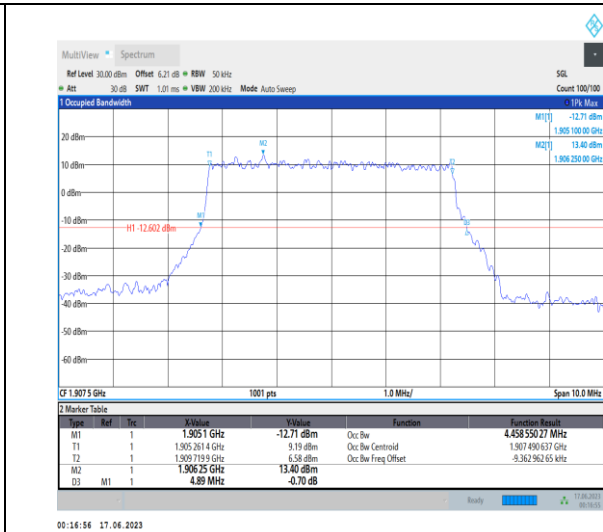 MultiView Spectrum
Ref Level 30.00 dBm Offset 6.21 dB RBW 50 kHz SGL
Att 30 dB SWT 1.01 ms VBW 200 kHz Mode Auto Sweep Count 100/100
1 Occupied Bandwidth 1Pk Max
M1[1] -12.71 dBm
1.905 100 00 GHz
M2[1] 13.40 dBm
1.906 250 00 GHz
20 dBm
M2
T1
10 dBm
0 dBm
-10 dBm
M1
D3
H1 -12.602 dBm
-20 dBm
-30 dBm
-40 dBm
-50 dBm
-60 dBm
CF 1.907 5 GHz 1001 pts 1.0 MHz/ Span 10.0 MHz
2 Marker Table
Type Ref Trc X-Value Y-Value Function Function Result
M1 1 1.905 1 GHz -12.71 dBm Occ Bw 4.458 550 27 MHz
T1 1 1.905 261 4 GHz 9.19 dBm Occ Bw Centroid 1.907 490 637 GHz
T2 1 1.909 719 9 GHz 6.58 dBm Occ Bw Freq Offset -9.362 962 65 kHz
M2 1 1.906 25 GHz 13.40 dBm
D3 M1 1 4.89 MHz -0.70 dB
Ready 17.06.2023
00:16:55
00:16:56 17.06.2023